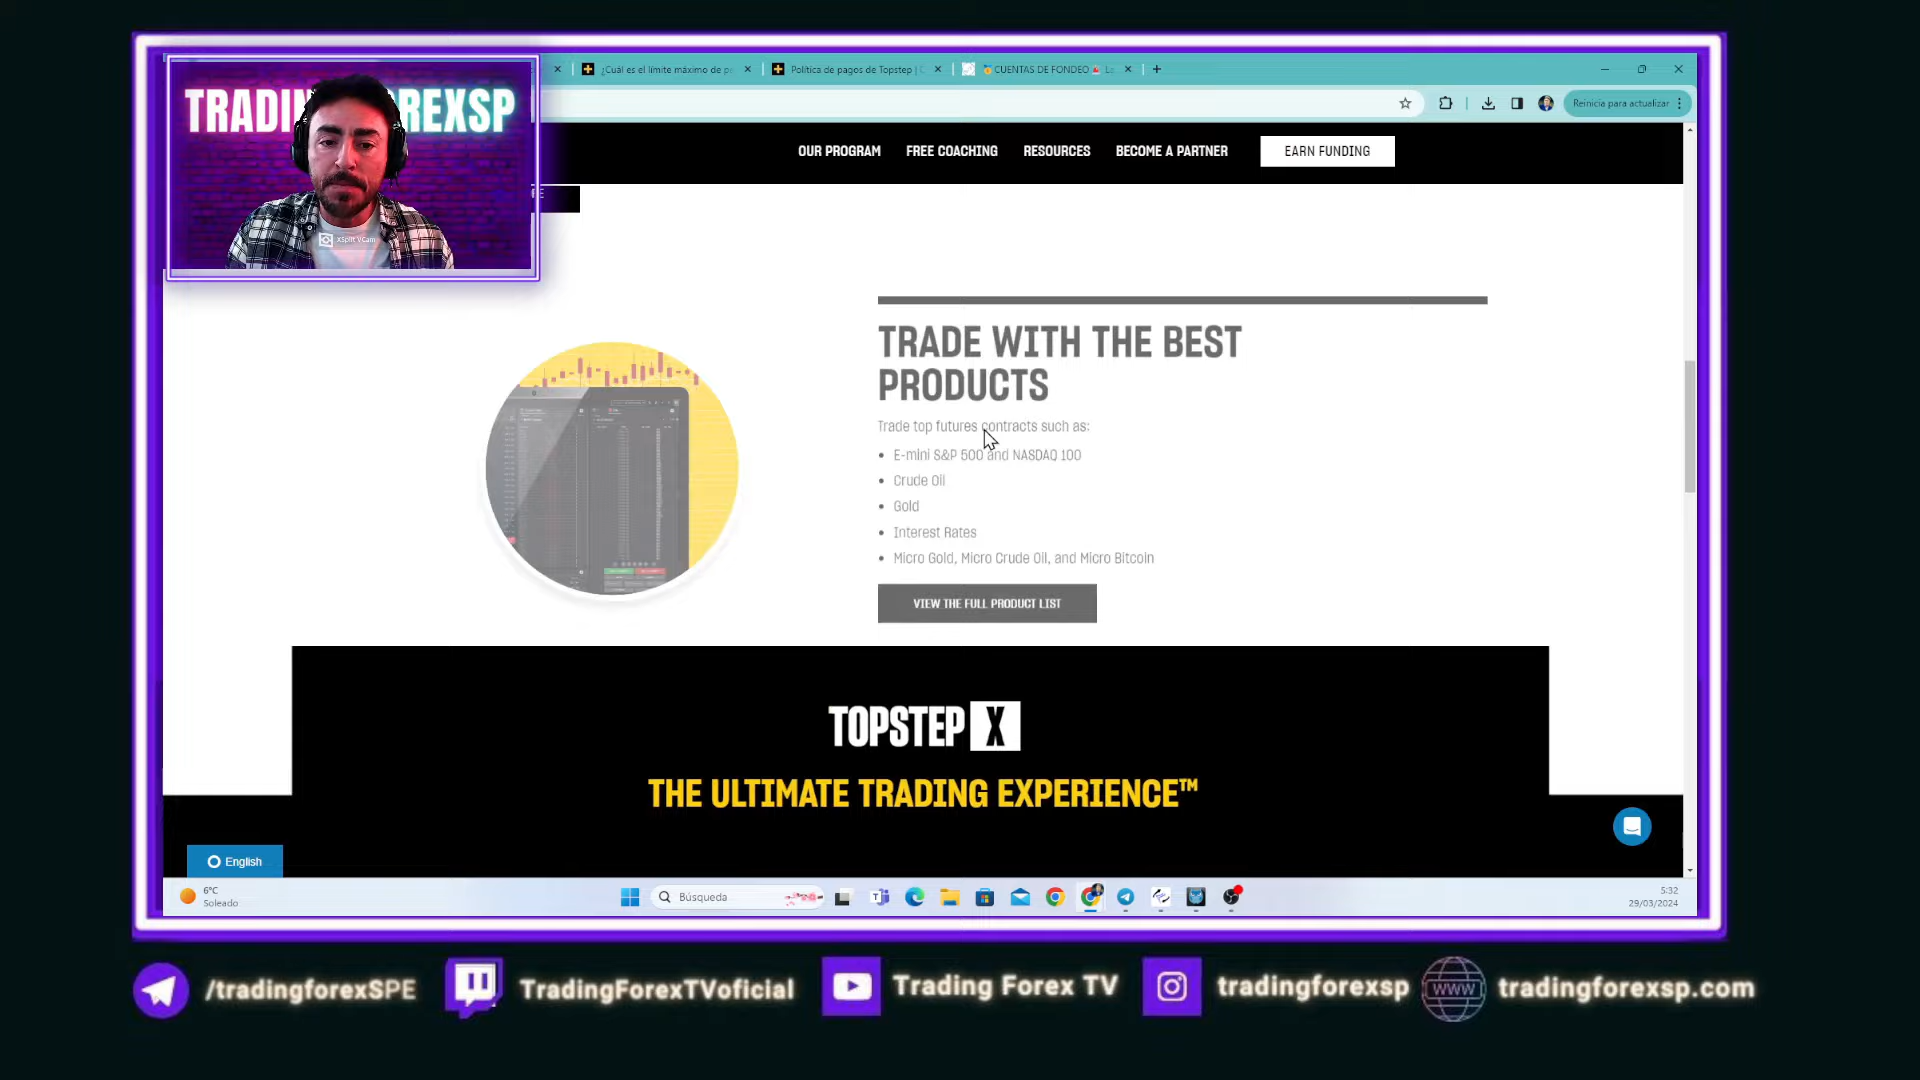 ¿Cuál es el límite máximo de p
Política de pagos de Topstep | C
CUENTAS DE FONDEO
Reinicia para actualizar
TRADINGFOREXSP
XSplit VCam
OUR PROGRAM
FREE COACHING
RESOURCES
BECOME A PARTNER
EARN FUNDING
TRADE WITH THE BEST
PRODUCTS
Trade top futures contracts such as:
E-mini S&P 500 and NASDAQ 100
Crude Oil
Gold
Interest Rates
Micro Gold, Micro Crude Oil, and Micro Bitcoin
VIEW THE FULL PRODUCT LIST
TOPSTEP X
THE ULTIMATE TRADING EXPERIENCE™
English
6°C
Soleado
Búsqueda
5:32
29/03/2024
/tradingforexSPE
TradingForexTVoficial
Trading Forex TV
tradingforexsp
www
tradingforexsp.com